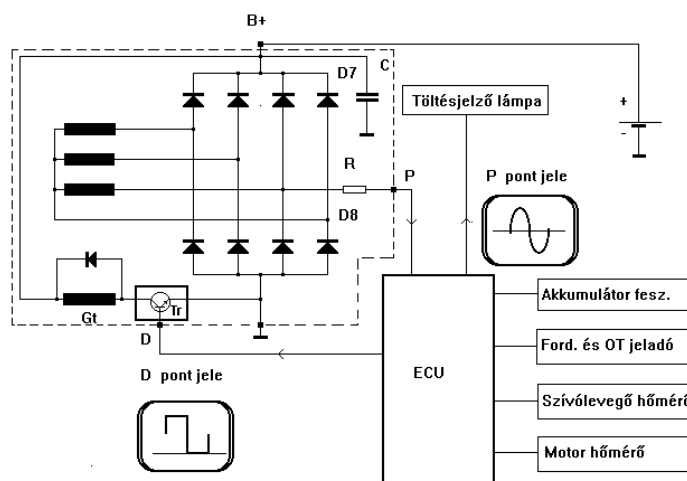 B+
D7
C
Töltésjelző lámpa
+
-
R
P
P pont jele
D8
Akkumulátor fesz.
Gt
Tr
D
Ford. és OT jeladó
D pont jele
ECU
Szívólevegő hőmérő
Motor hőmérő